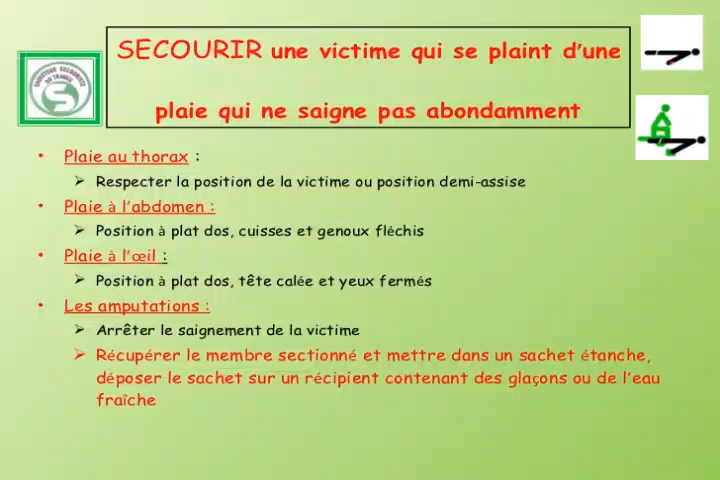 SECOURIR une victime qui se plaint d'une
plaie qui ne saigne pas abondamment
• Plaie au thorax :
➢ Respecter la position de la victime ou position demi-assise
• Plaie à l'abdomen :
➢ Position à plat dos, cuisses et genoux fléchis
• Plaie à l'œil :
➢ Position à plat dos, tête calée et yeux fermés
• Les amputations :
➢ Arrêter le saignement de la victime
➢ Récupérer le membre sectionné et mettre dans un sachet étanche,
déposer le sachet sur un récipient contenant des glaçons ou de l'eau
fraîche